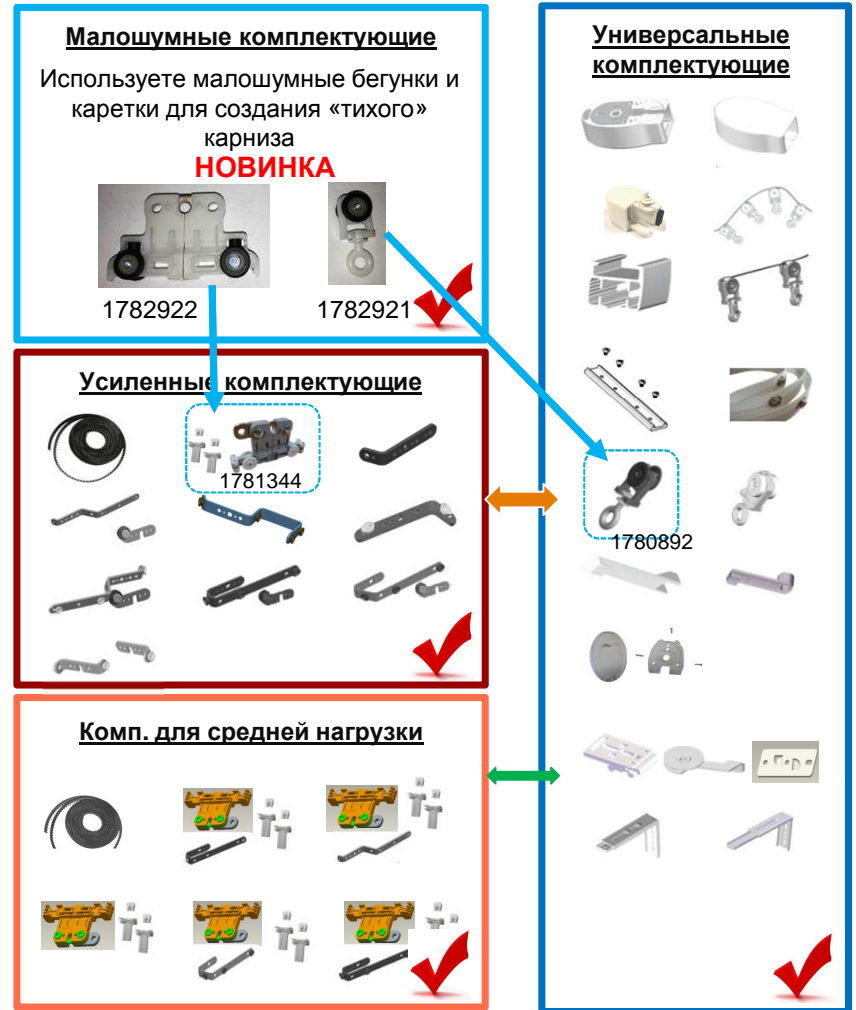 Малошумные комплектующие
Используете малошумные бегунки и
каретки для создания «тихого»
карниза
НОВИНКА
1782922
1782921
Усиленные комплектующие
1781344
Комп. для средней нагрузки
Универсальные
комплектующие
1780892